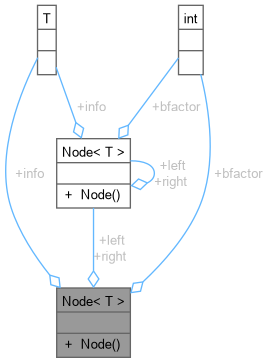 T
int
+info
+bfactor
Node< T >
+left
+right
+ Node()
+info
+bfactor
+left
+right
Node< T >
+ Node()